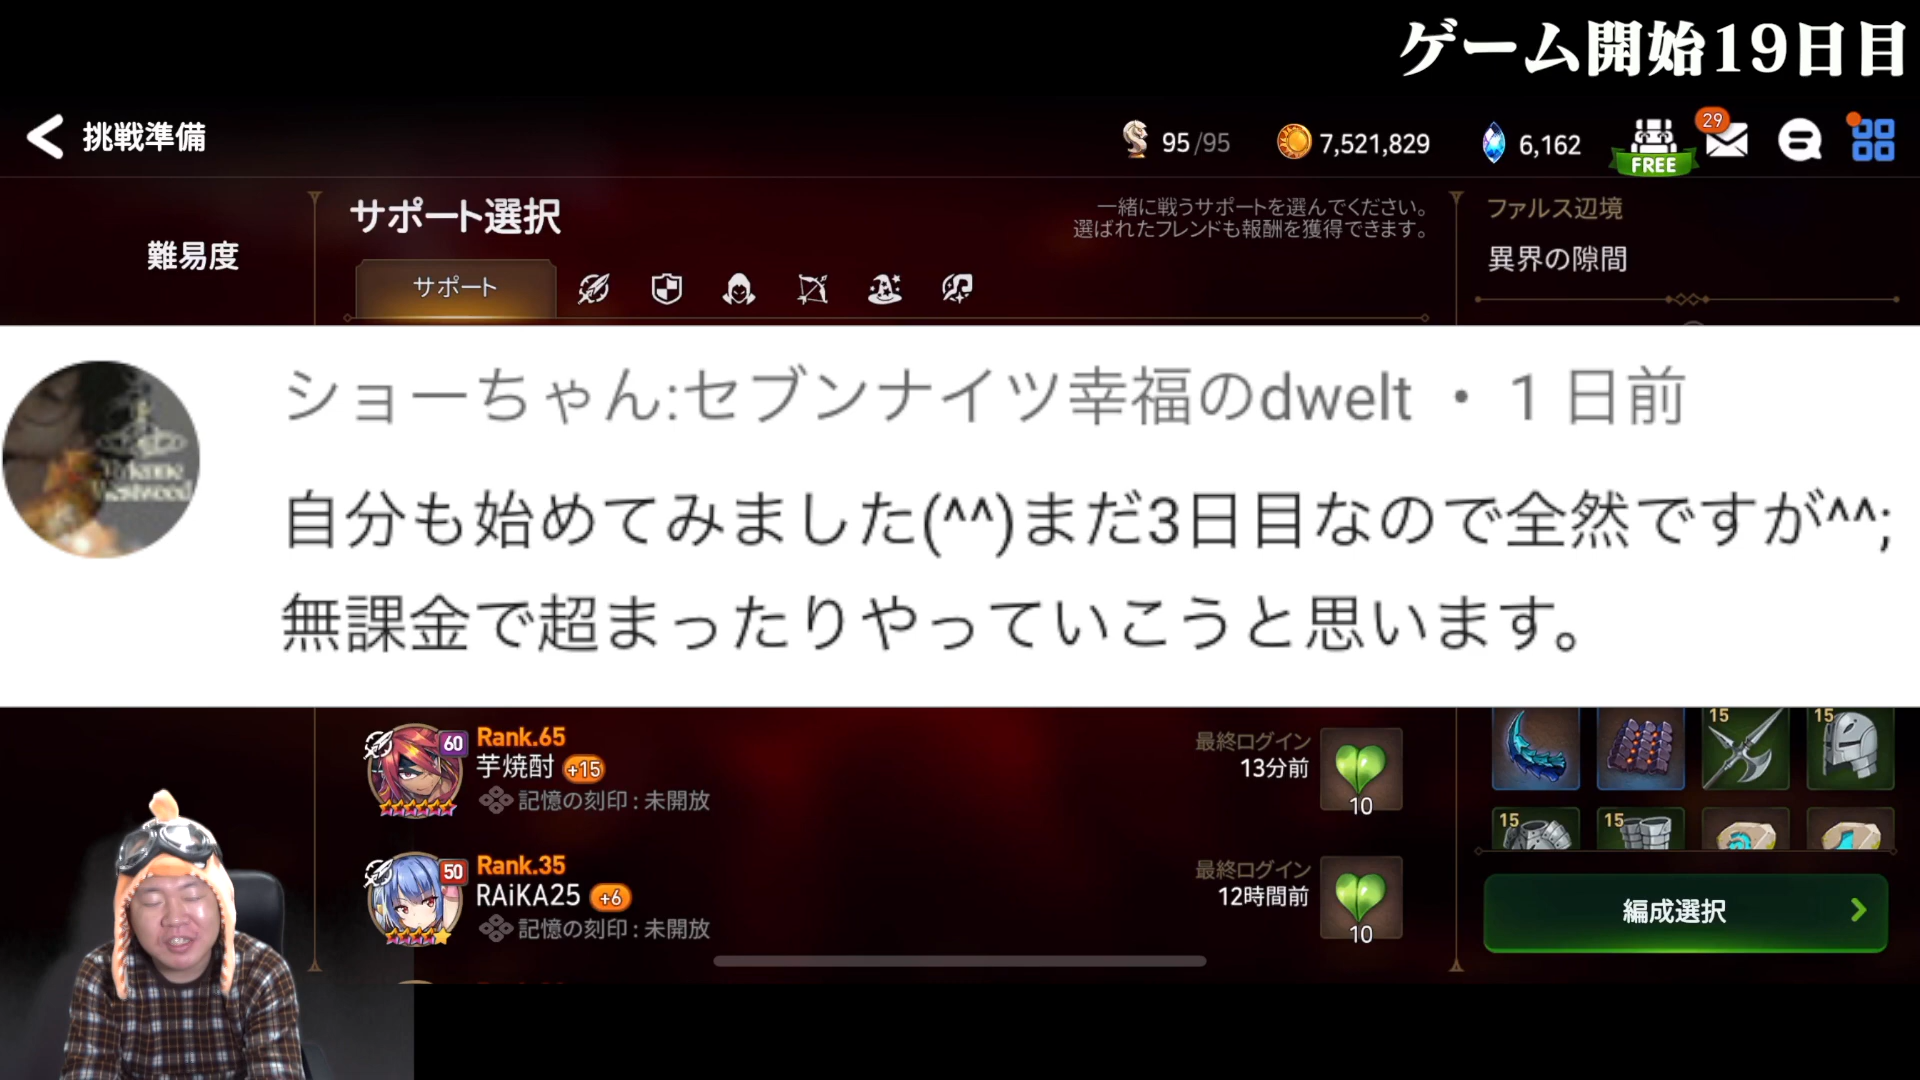 ゲーム開始19日目
挑戦準備
95/95
7,521,829
6,162
FREE
29
難易度
サポート選択
一緒に戦うサポートを選んでください。
選ばれたフレンドも報酬を獲得できます。
サポート
ファルス辺境
異界の隙間
ショーちゃん:セブンナイツ幸福のdwelt ・ 1 日前
自分も始めてみました(^^)まだ3日目なので全然ですが^^;
無課金で超まったりやっていこうと思います。
Vivienne
Westwood
60
Rank.65
芋焼酎 +15
記憶の刻印 : 未開放
最終ログイン
13分前
10
50
Rank.35
RAiKA25 +6
記憶の刻印 : 未開放
最終ログイン
12時間前
10
15
15
15
15
編成選択